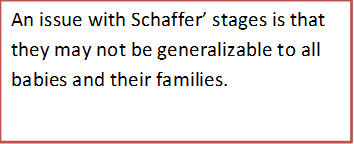 An issue with Schaffer’ stages is that
they may not be generalizable to all
babies and their families.